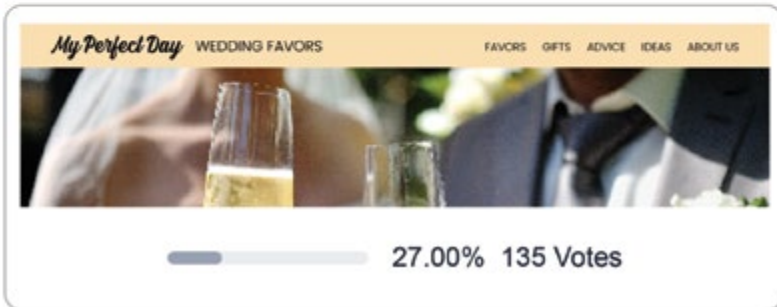 My Perfect Day WEDDING FAVORS FAVORS GIFTS ADVICE IDEAS ABOUT US
27.00% 135 Votes